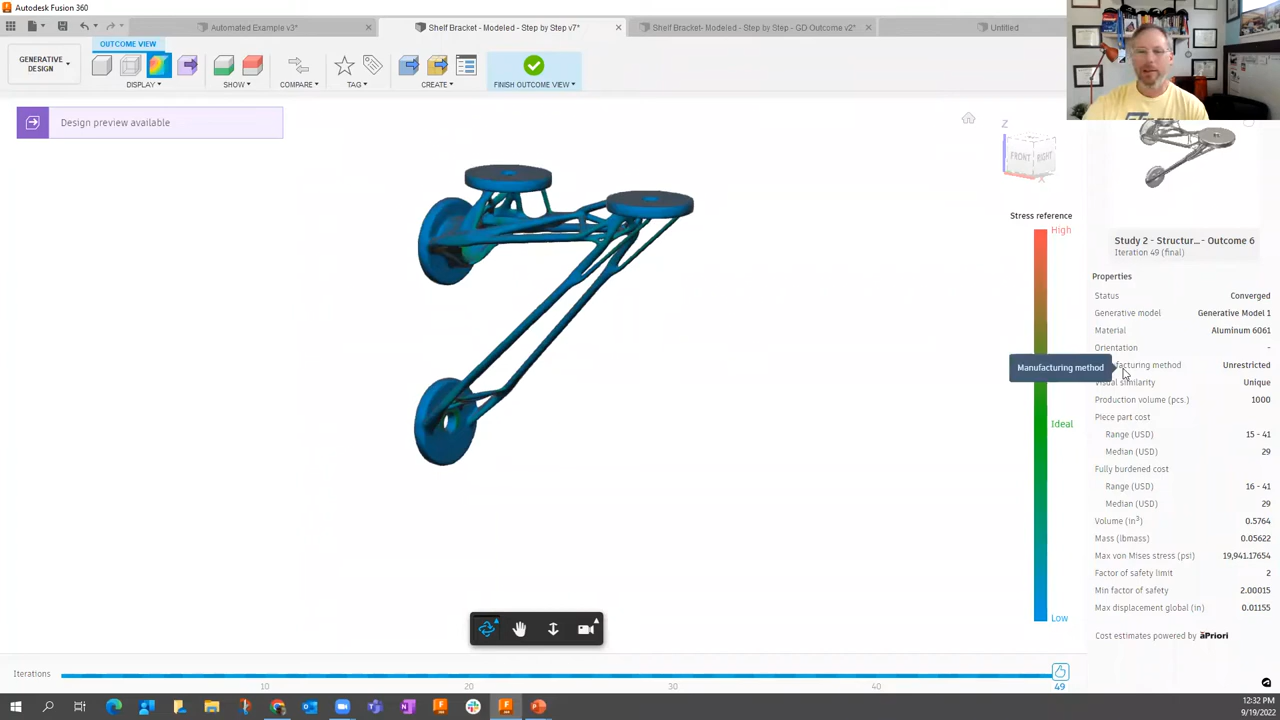 Autodesk Fusion 360
Automated Example v3*
Shelf Bracket - Modeled - Step by Step v7*
Shelf Bracket- Modeled - Step by Step - GD Outcome v2*
Untitled
OUTCOME VIEW
GENERATIVE DESIGN
DISPLAY
SHOW
COMPARE
TAG
CREATE
FINISH OUTCOME VIEW
Design preview available
Z
FRONT
RIGHT
X
Stress reference
High
Ideal
Low
Study 2 - Structur... - Outcome 6
Iteration 49 (final)
Properties
Status Converged
Generative model Generative Model 1
Material Aluminum 6061
Orientation -
Manufacturing method
facturing method Unrestricted
Visual similarity Unique
Production volume (pcs.) 1000
Piece part cost
Range (USD) 15 - 41
Median (USD) 29
Fully burdened cost
Range (USD) 16 - 41
Median (USD) 29
Volume (in³) 0.5764
Mass (lbmass) 0.05622
Max von Mises stress (psi) 19,941.17654
Factor of safety limit 2
Min factor of safety 2.00015
Max displacement global (in) 0.01155
Cost estimates powered by aPriori
Iterations
10
20
30
40
49
12:32 PM
9/19/2022